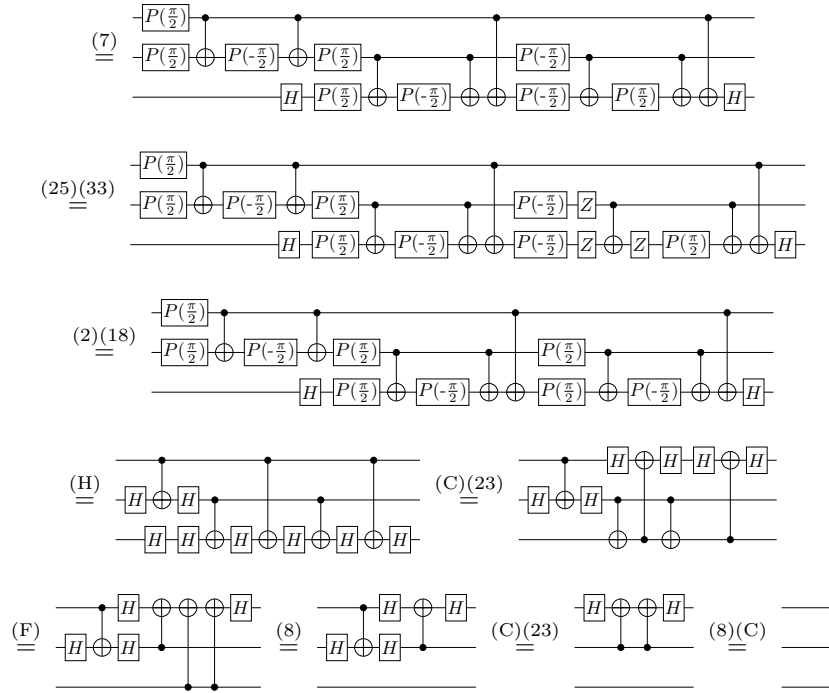 P(π/2)
(7)
= P(π/2) P(-π/2) P(π/2) P(-π/2)
H P(π/2) P(-π/2) P(-π/2) P(π/2) H
P(π/2)
(25)(33)
= P(π/2) P(-π/2) P(π/2) P(-π/2) Z
H P(π/2) P(-π/2) P(-π/2) Z Z P(π/2) H
P(π/2)
(2)(18)
= P(π/2) P(-π/2) P(π/2) P(π/2)
H P(π/2) P(-π/2) P(π/2) P(-π/2) H
H H H H
(H) (C)(23)
= H H = H H
H H H H H H
H H H H H H
(F) (8) (C)(23) (8)(C)
= H H = H H = =